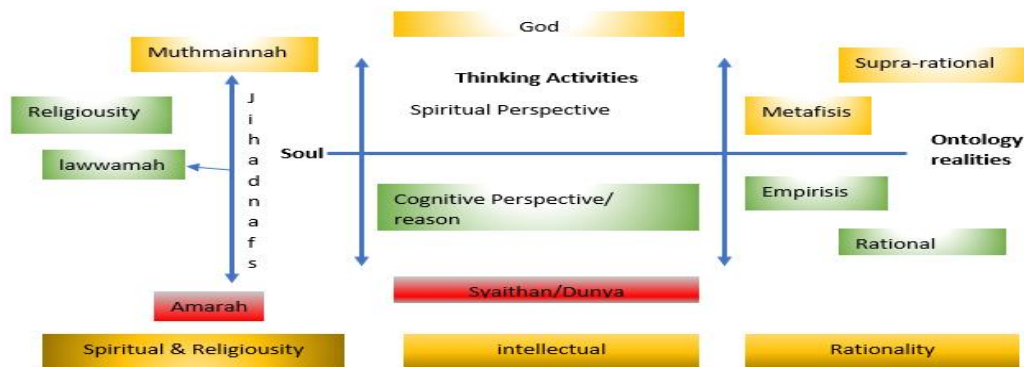 God
Muthmainnah
Supra-rational
Thinking Activities
Spiritual Perspective
Religiousity
Metafisis
Jihadnafs
Soul
Ontology
realities
lawwamah
Cognitive Perspective/
reason
Empirisis
Rational
Syaithan/Dunya
Amarah
Spiritual & Religiousity
intellectual
Rationality